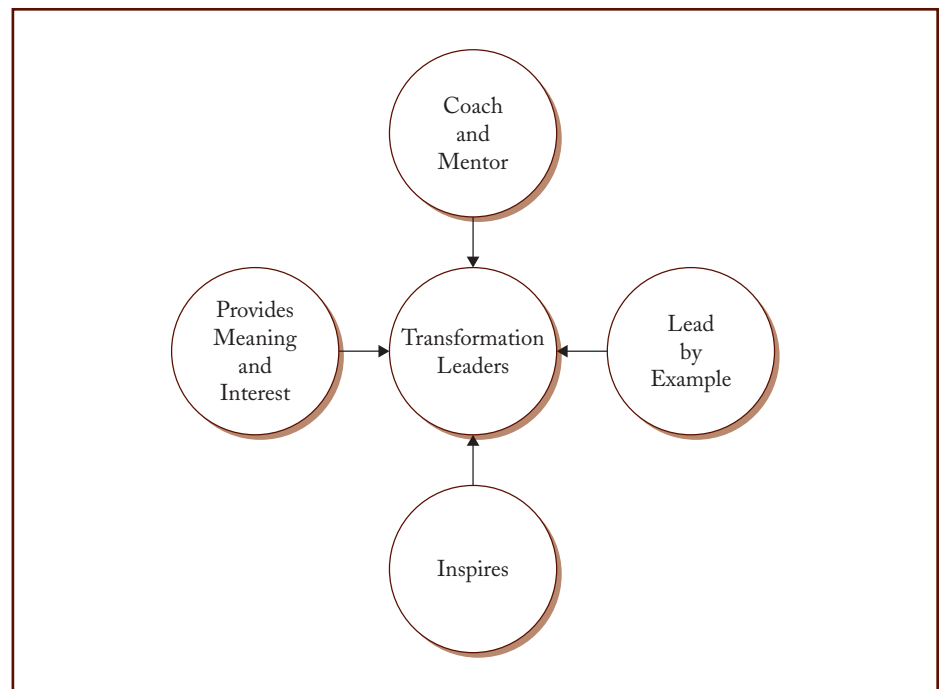 Coach
and
Mentor
Provides
Meaning
and
Interest
Transformation
Leaders
Lead
by
Example
Inspires